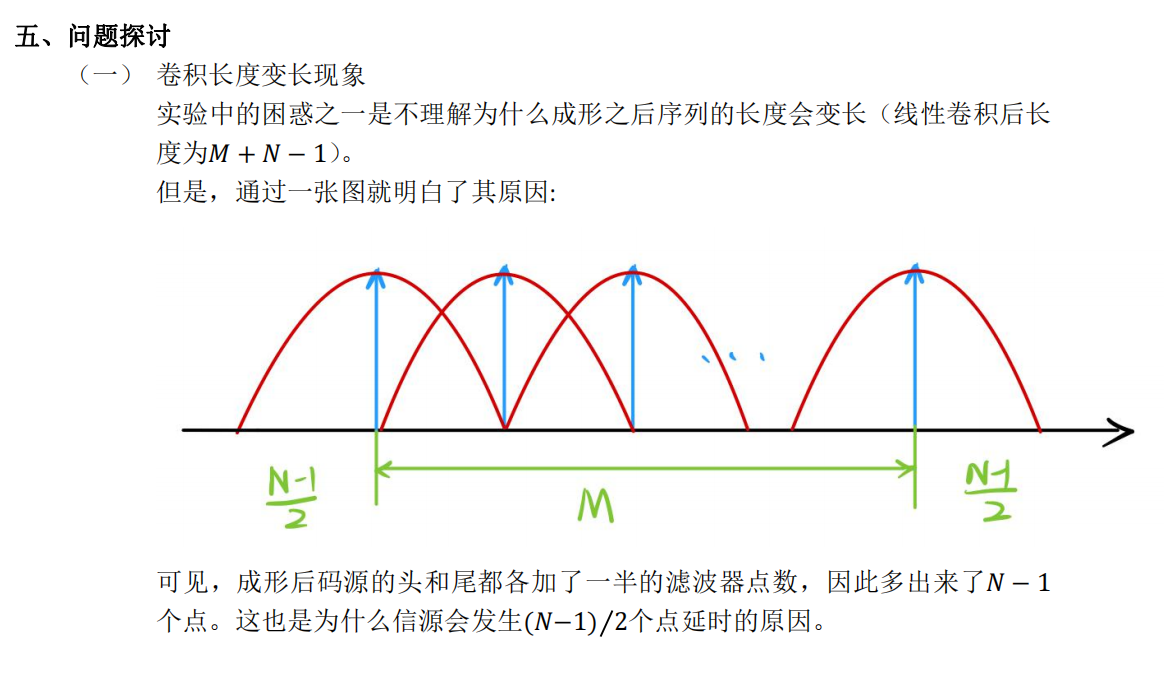 五、问题探讨
（一） 卷积长度变长现象
实验中的困惑之一是不理解为什么成形之后序列的长度会变长（线性卷积后长
度为M + N − 1）。
但是，通过一张图就明白了其原因:
N-1
2
M
N-1
2
可见，成形后码源的头和尾都各加了一半的滤波器点数，因此多出来了N − 1
个点。这也是为什么信源会发生(N−1)/2个点延时的原因。